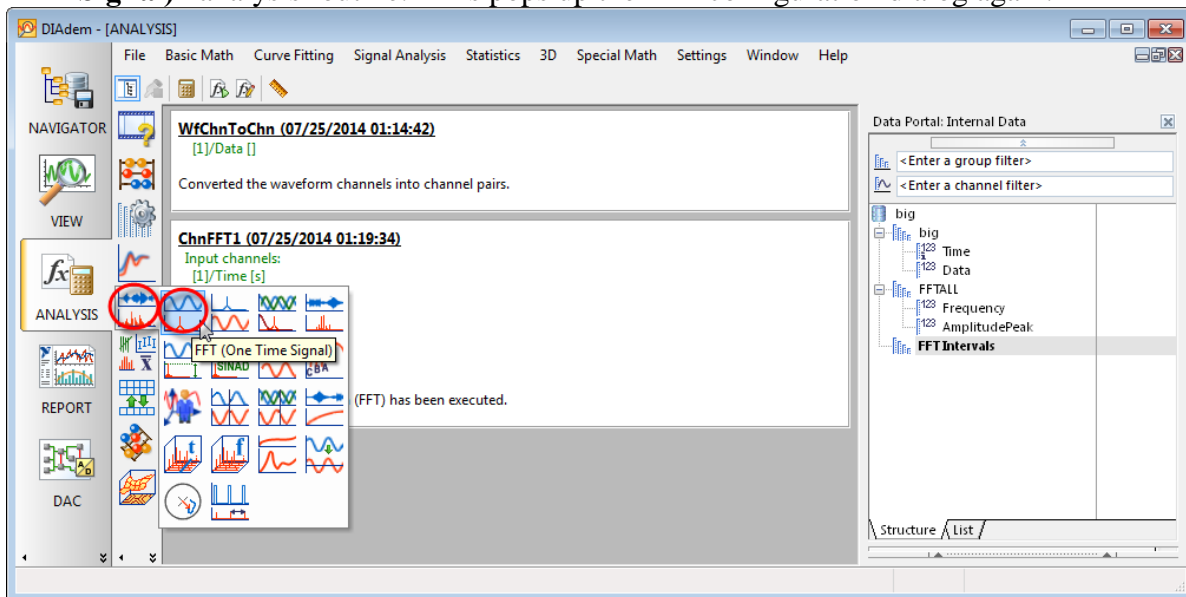 DIAdem - [ANALYSIS]
File Basic Math Curve Fitting Signal Analysis Statistics 3D Special Math Settings Window Help
NAVIGATOR
VIEW
ANALYSIS
REPORT
DAC
WfChnToChn (07/25/2014 01:14:42)
[1]/Data []
Converted the waveform channels into channel pairs.
ChnFFT1 (07/25/2014 01:19:34)
Input channels:
[1]/Time [s]
FFT (One Time Signal)
SINAD
CBA
(FFT) has been executed.
Data Portal: Internal Data
<Enter a group filter>
<Enter a channel filter>
big
big
Time
Data
FFTALL
Frequency
AmplitudePeak
FFT Intervals
Structure List